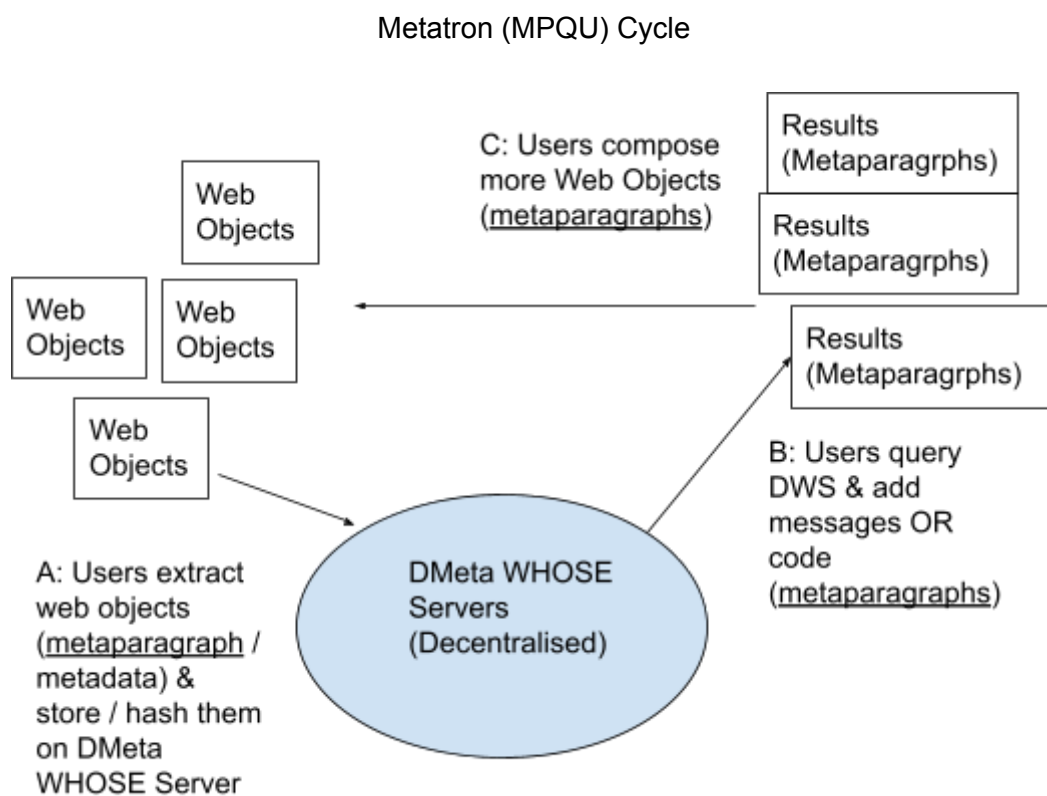 Metatron (MPQU) Cycle
Web
Objects
Web
Objects
Web
Objects
Web
Objects
C: Users compose
more Web Objects
(metaparagraphs)
Results
(Metaparagrphs)
Results
(Metaparagrphs)
Results
(Metaparagrphs)
A: Users extract
web objects
(metaparagraph /
metadata) &
store / hash them
on DMeta
WHOSE Server
DMeta WHOSE
Servers
(Decentralised)
B: Users query
DWS & add
messages OR
code
(metaparagraphs)